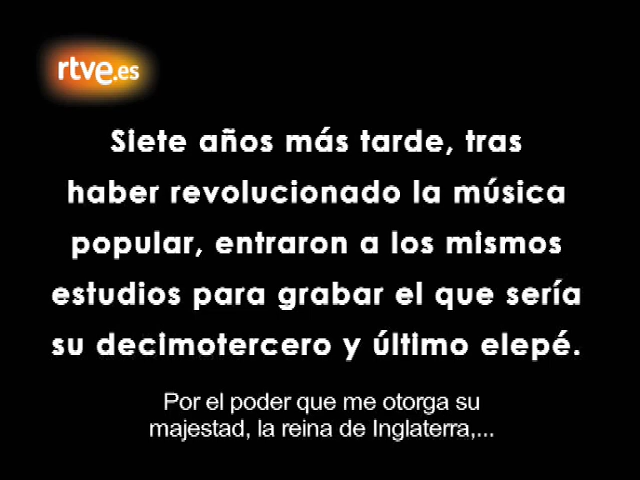 rtve.es
Siete años más tarde, tras
haber revolucionado la música
popular, entraron a los mismos
estudios para grabar el que sería
su decimotercero y último elepé.
Por el poder que me otorga su
majestad, la reina de Inglaterra,...